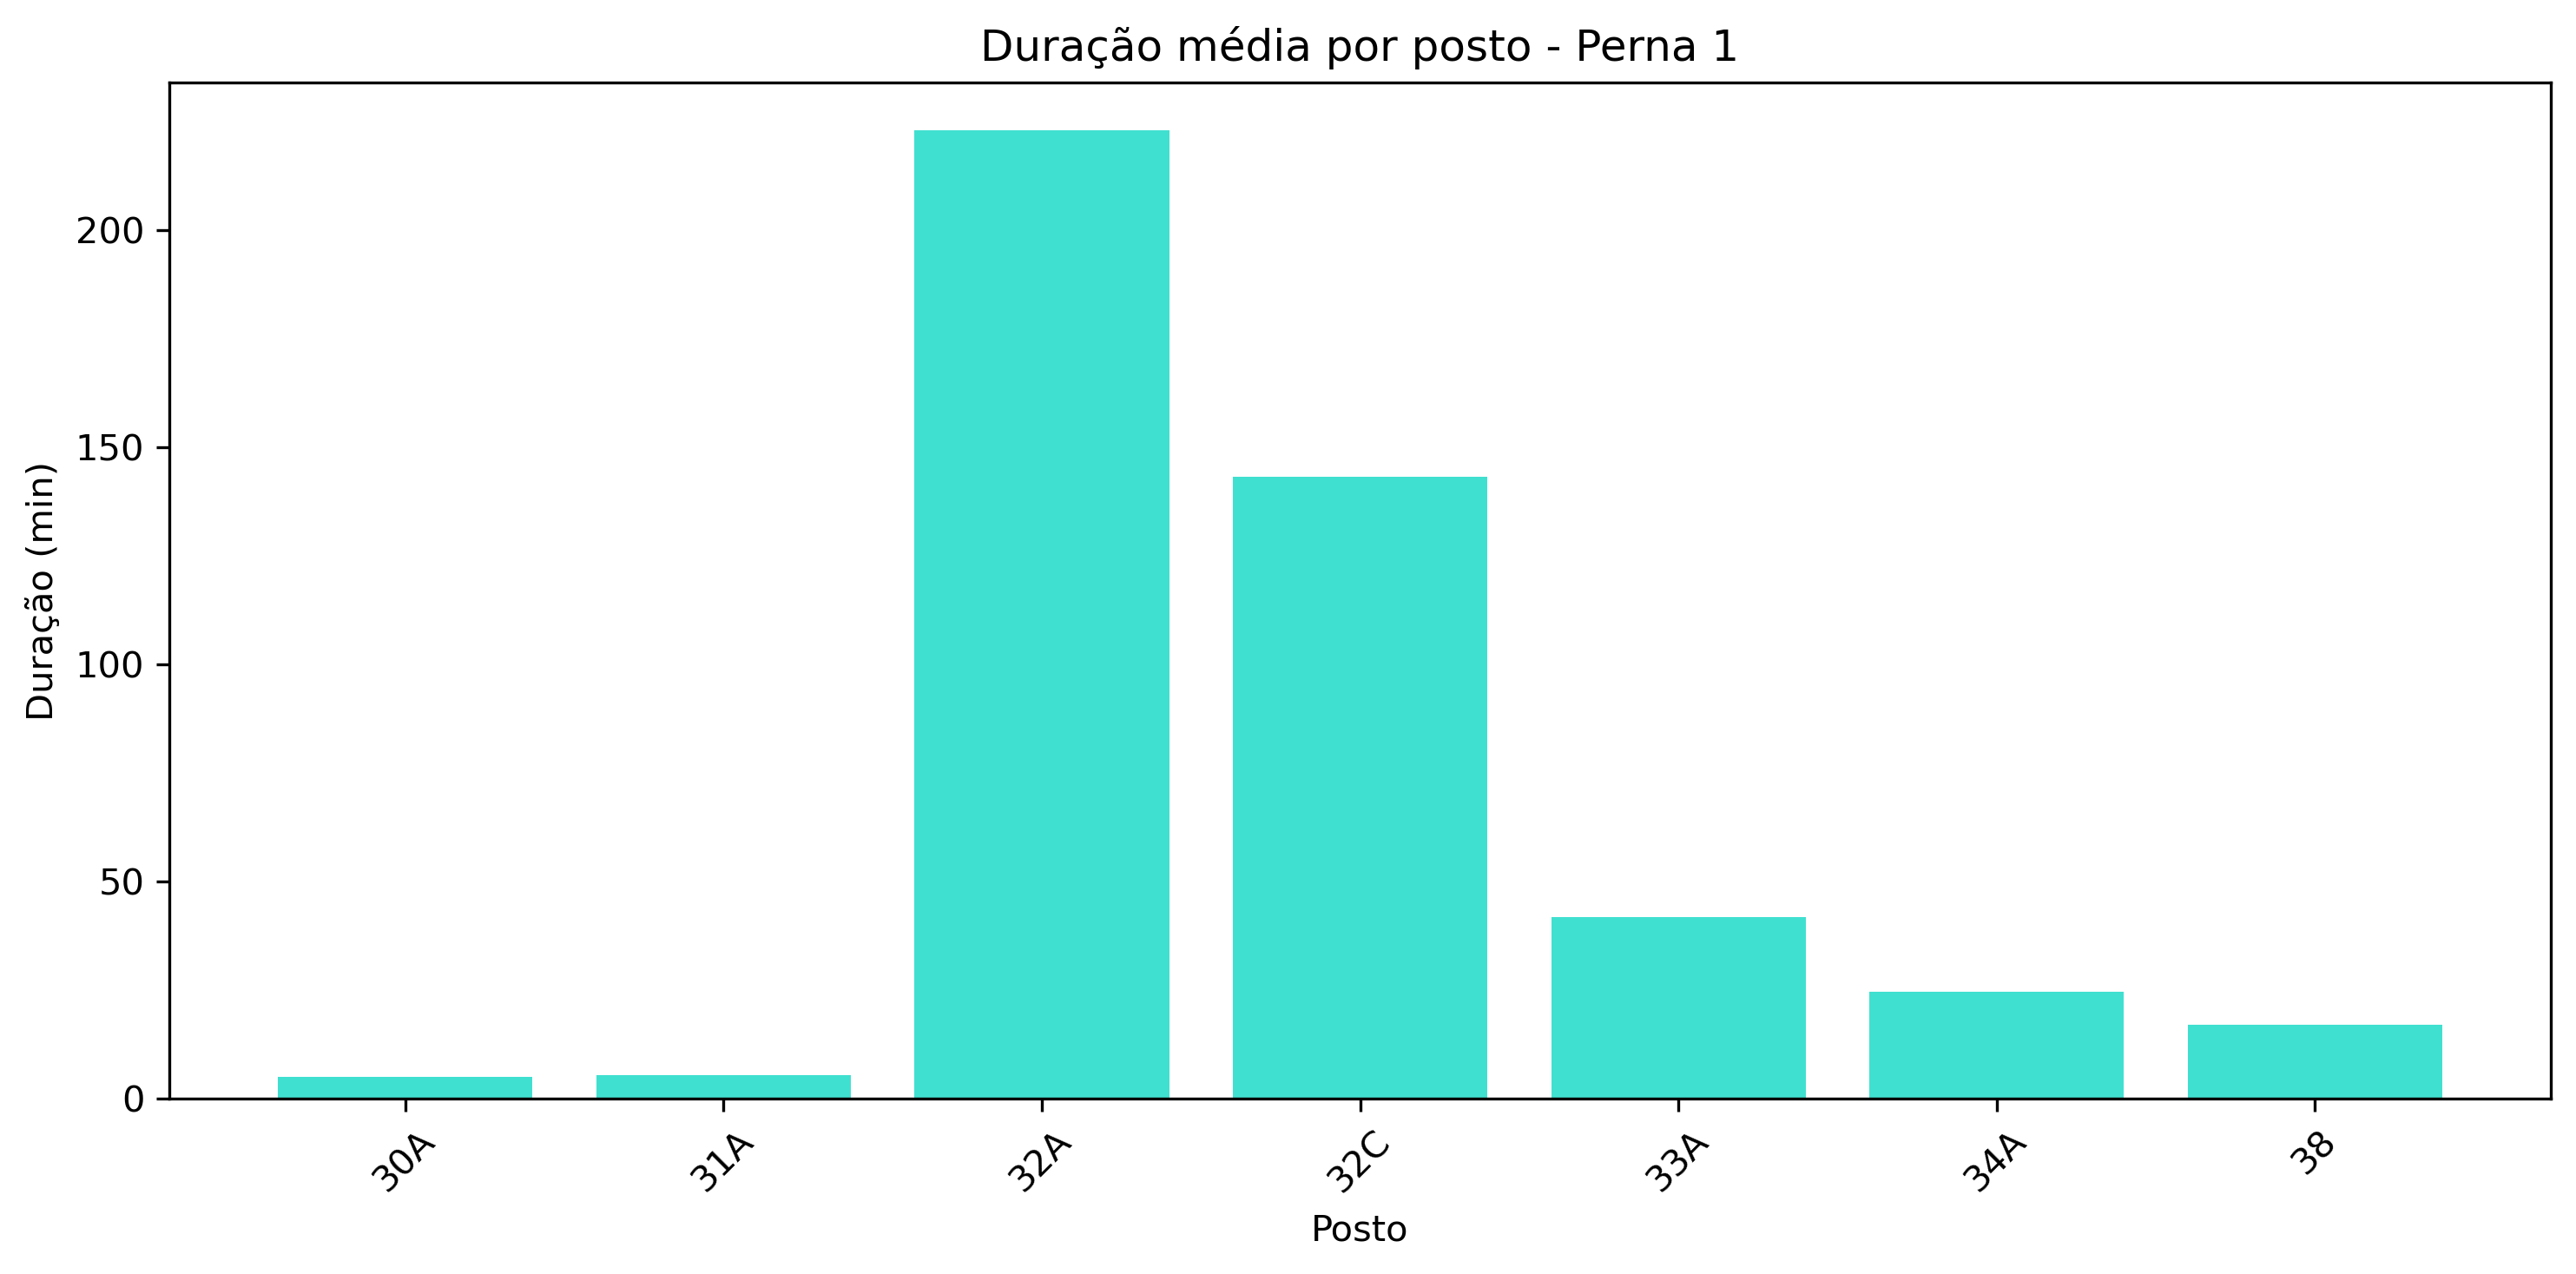 Duração média por posto - Perna 1
Duração (min)
200
150
100
50
0
30A
31A
32A
32C
33A
34A
38
Posto